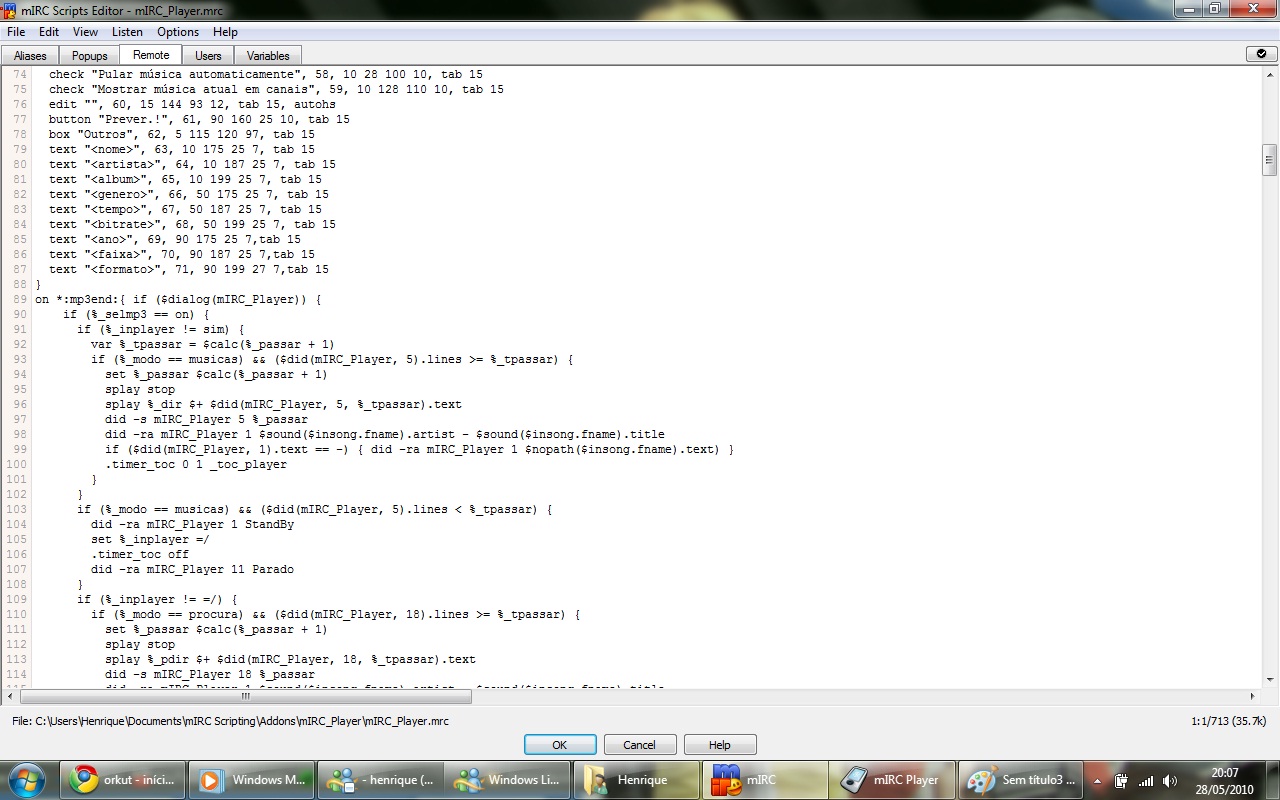 mIRC Scripts Editor - mIRC_Player.mrc
File Edit View Listen Options Help
Aliases Popups Remote Users Variables
74 check "Pular música automaticamente", 58, 10 28 100 10, tab 15
75 check "Mostrar música atual em canais", 59, 10 128 110 10, tab 15
76 edit "", 60, 15 144 93 12, tab 15, autohs
77 button "Prever.!", 61, 90 160 25 10, tab 15
78 box "Outros", 62, 5 115 120 97, tab 15
79 text "<nome>", 63, 10 175 25 7, tab 15
80 text "<artista>", 64, 10 187 25 7, tab 15
81 text "<album>", 65, 10 199 25 7, tab 15
82 text "<genero>", 66, 50 175 25 7, tab 15
83 text "<tempo>", 67, 50 187 25 7, tab 15
84 text "<bitrate>", 68, 50 199 25 7, tab 15
85 text "<ano>", 69, 90 175 25 7,tab 15
86 text "<faixa>", 70, 90 187 25 7,tab 15
87 text "<formato>", 71, 90 199 27 7,tab 15
88 }
89 on *:mp3end:{ if ($dialog(mIRC_Player)) {
90 if (%_selmp3 == on) {
91 if (%_inplayer != sim) {
92 var %_tpassar = $calc(%_passar + 1)
93 if (%_modo == musicas) && ($did(mIRC_Player, 5).lines >= %_tpassar) {
94 set %_passar $calc(%_passar + 1)
95 splay stop
96 splay %_dir $+ $did(mIRC_Player, 5, %_tpassar).text
97 did -s mIRC_Player 5 %_passar
98 did -ra mIRC_Player 1 $sound($insong.fname).artist - $sound($insong.fname).title
99 if ($did(mIRC_Player, 1).text == -) { did -ra mIRC_Player 1 $nopath($insong.fname).text) }
100 .timer_toc 0 1 _toc_player
101 }
102 }
103 if (%_modo == musicas) && ($did(mIRC_Player, 5).lines < %_tpassar) {
104 did -ra mIRC_Player 1 StandBy
105 set %_inplayer =/
106 .timer_toc off
107 did -ra mIRC_Player 11 Parado
108 }
109 if (%_inplayer != =/) {
110 if (%_modo == procura) && ($did(mIRC_Player, 18).lines >= %_tpassar) {
111 set %_passar $calc(%_passar + 1)
112 splay stop
113 splay %_pdir $+ $did(mIRC_Player, 18, %_tpassar).text
114 did -s mIRC_Player 18 %_passar
File: C:\Users\Henrique\Documents\mIRC Scripting\Addons\mIRC_Player\mIRC_Player.mrc 1:1/713 (35.7k)
OK Cancel Help
orkut - iníci... Windows M... - henrique (... Windows Li... Henrique mIRC mIRC Player Sem título3 ... 20:07
28/05/2010